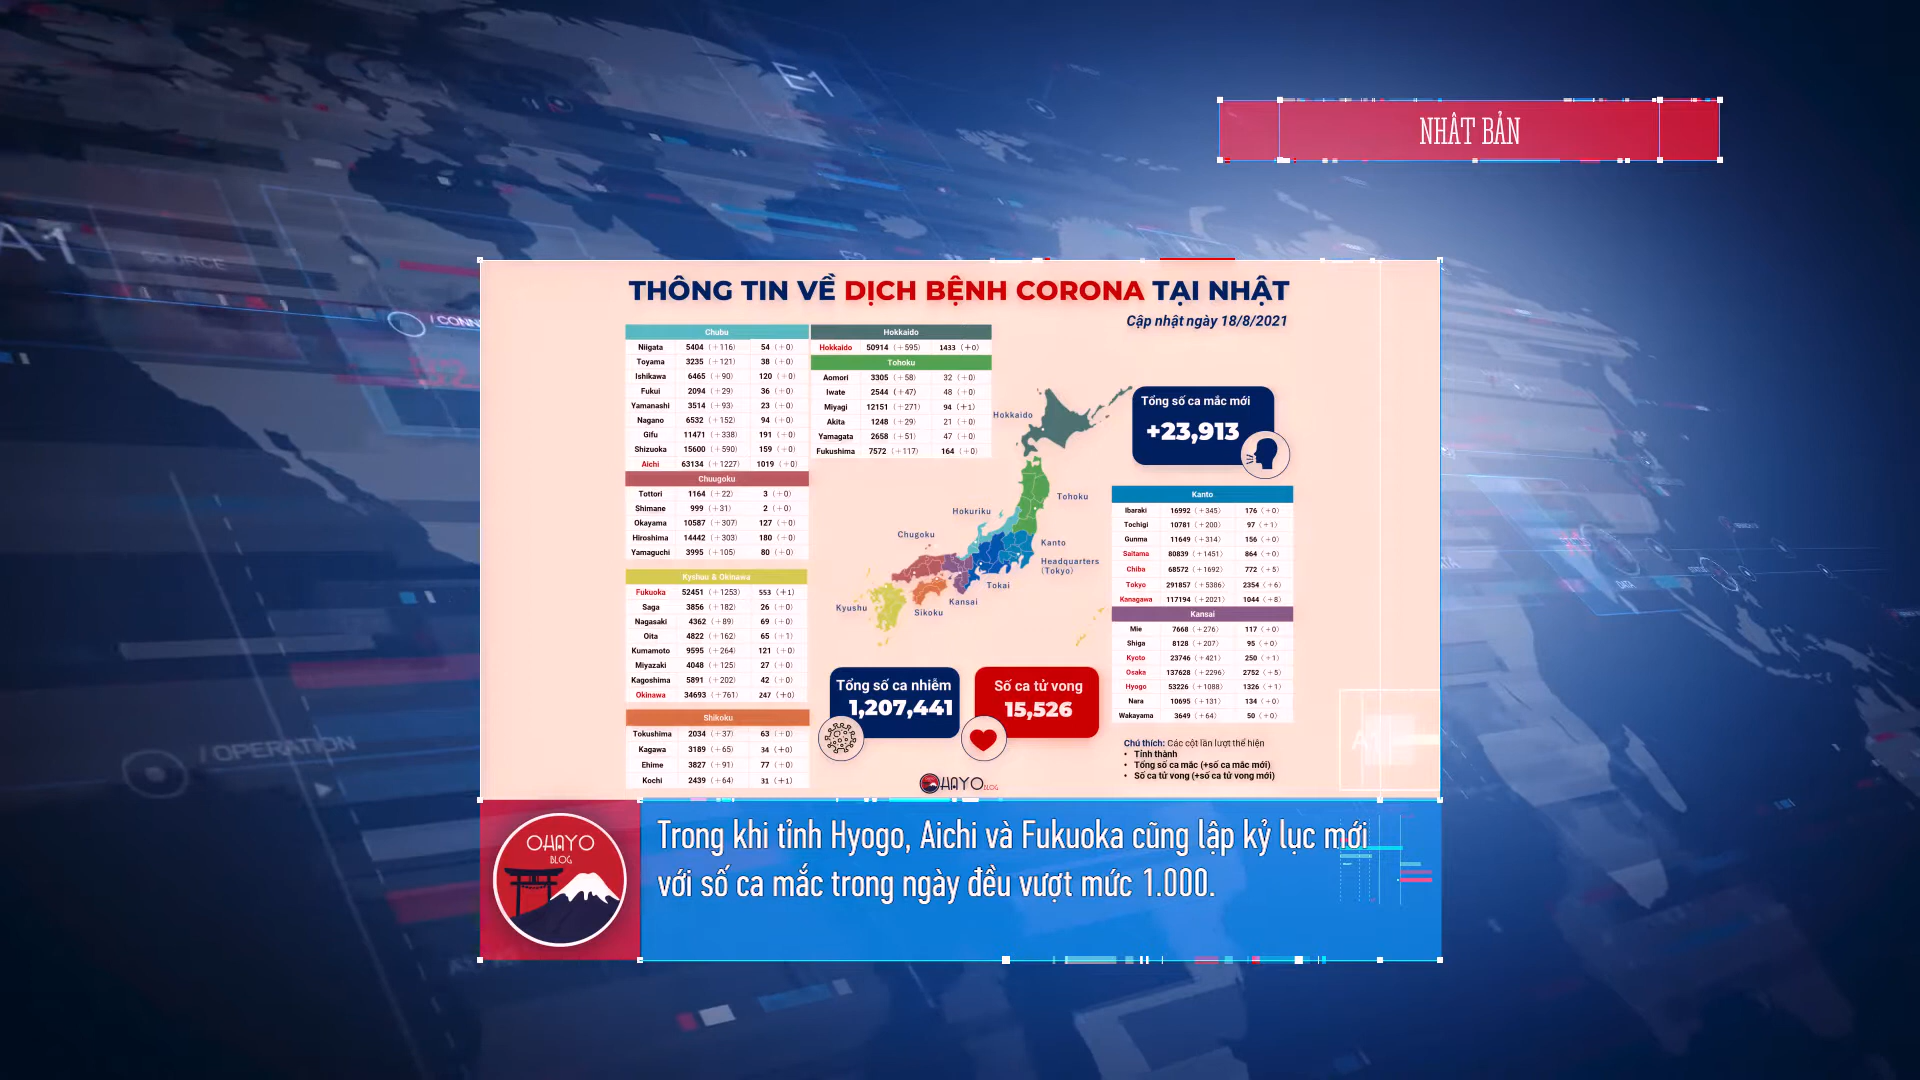 E1
NHẬT BẢN
A1
SOURCE
/ CONN
52
THÔNG TIN VỀ DỊCH BỆNH CORONA TẠI NHẬT
Cập nhật ngày 18/8/2021
Chubu
Niigata 5404 (+116) 54 (+0)
Toyama 3235 (+121) 38 (+0)
Ishikawa 6465 (+90) 120 (+0)
Fukui 2094 (+29) 36 (+0)
Yamanashi 3514 (+93) 23 (+0)
Nagano 6532 (+152) 94 (+0)
Gifu 11471 (+338) 191 (+0)
Shizuoka 15600 (+590) 159 (+0)
Aichi 63134 (+1227) 1019 (+0)
Chuugoku
Tottori 1164 (+22) 3 (+0)
Shimane 999 (+31) 2 (+0)
Okayama 10587 (+307) 127 (+0)
Hiroshima 14442 (+303) 180 (+0)
Yamaguchi 3995 (+105) 80 (+0)
Kyshuu & Okinawa
Fukuoka 52451 (+1253) 553 (+1)
Saga 3856 (+182) 26 (+0)
Nagasaki 4362 (+89) 69 (+0)
Oita 4822 (+162) 65 (+1)
Kumamoto 9595 (+264) 121 (+0)
Miyazaki 4048 (+125) 27 (+0)
Kagoshima 5891 (+202) 42 (+0)
Okinawa 34693 (+761) 247 (+0)
Shikoku
Tokushima 2034 (+37) 63 (+0)
Kagawa 3189 (+65) 34 (+0)
Ehime 3827 (+91) 77 (+0)
Kochi 2439 (+64) 31 (+1)
Hokkaido
Hokkaido 50914 (+595) 1433 (+0)
Tohoku
Aomori 3305 (+58) 32 (+0)
Iwate 2544 (+47) 48 (+0)
Miyagi 12151 (+271) 94 (+1)
Akita 1248 (+29) 21 (+0)
Yamagata 2658 (+51) 47 (+0)
Fukushima 7572 (+117) 164 (+0)
Hokkaido
Tohoku
Hokuriku
Chugoku
Kanto
Headquarters
(Tokyo)
Tokai
Kansai
Kyushu
Sikoku
Tổng số ca mắc mới
+23,913
Kanto
Ibaraki 16992 (+345) 176 (+0)
Tochigi 10781 (+200) 97 (+1)
Gunma 11649 (+314) 156 (+0)
Saitama 80839 (+1451) 864 (+0)
Chiba 68572 (+1692) 772 (+5)
Tokyo 291857 (+5386) 2354 (+6)
Kanagawa 117194 (+2021) 1044 (+8)
Kansai
Mie 7668 (+276) 117 (+0)
Shiga 8128 (+207) 95 (+0)
Kyoto 23746 (+421) 250 (+1)
Osaka 137628 (+2296) 2752 (+5)
Hyogo 53226 (+1088) 1326 (+1)
Nara 10695 (+131) 134 (+0)
Wakayama 3649 (+64) 50 (+0)
Tổng số ca nhiễm
1,207,441
Số ca tử vong
15,526
Chú thích: Các cột lần lượt thể hiện
• Tỉnh thành
• Tổng số ca mắc (+số ca mắc mới)
• Số ca tử vong (+số ca tử vong mới)
OHAYO BLOG
/ OPERATION
A1
OHAYO
BLOG
Trong khi tỉnh Hyogo, Aichi và Fukuoka cũng lập kỷ lục mới
với số ca mắc trong ngày đều vượt mức 1.000.